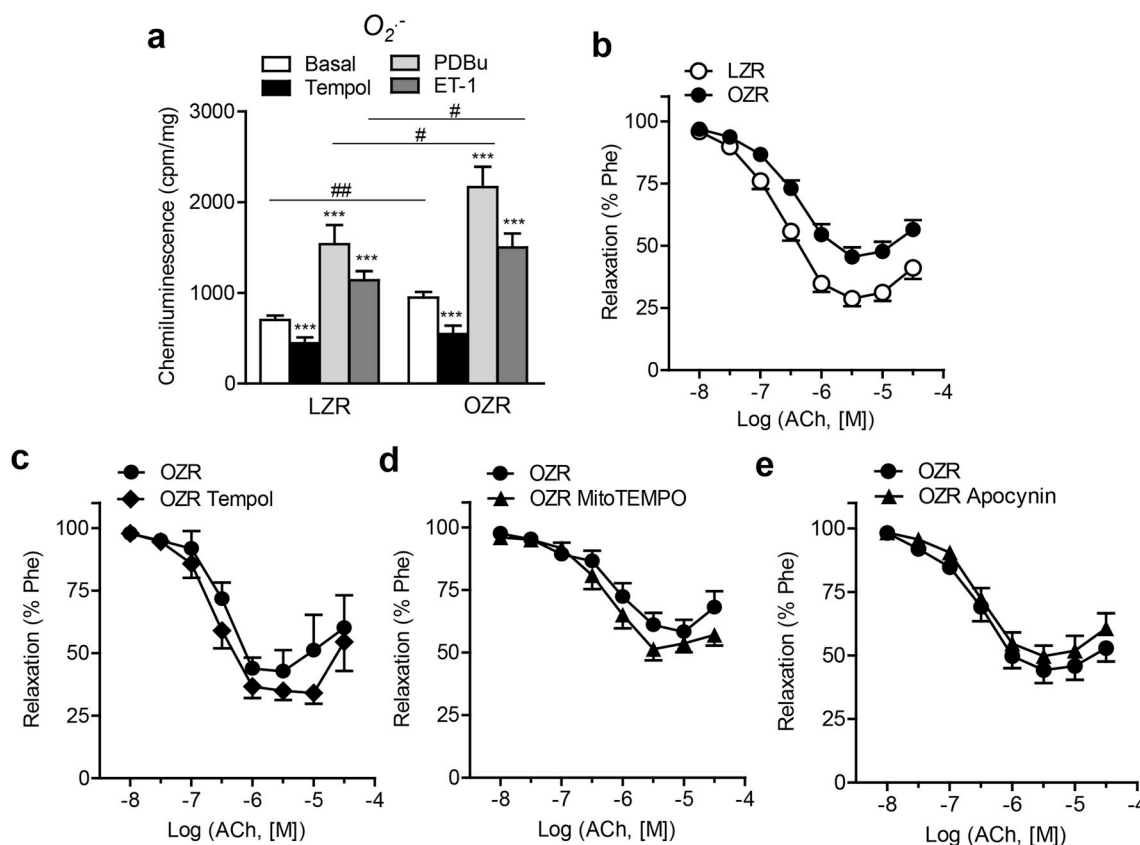 a
O2·-
Basal
PDBu
Tempol
ET-1
Chemiluminescence (cpm/mg)
3000
2000
1000
0
#
#
##
***
***
***
***
***
***
LZR
OZR
b
LZR
OZR
Relaxation (% Phe)
100
75
50
25
0
-8
-7
-6
-5
-4
Log (ACh, [M])
c
OZR
OZR Tempol
Relaxation (% Phe)
100
75
50
25
0
-8
-7
-6
-5
-4
Log (ACh, [M])
d
OZR
OZR MitoTEMPO
Relaxation (% Phe)
100
75
50
25
0
-8
-7
-6
-5
-4
Log (ACh, [M])
e
OZR
OZR Apocynin
Relaxation (% Phe)
100
75
50
25
0
-8
-7
-6
-5
-4
Log (ACh, [M])